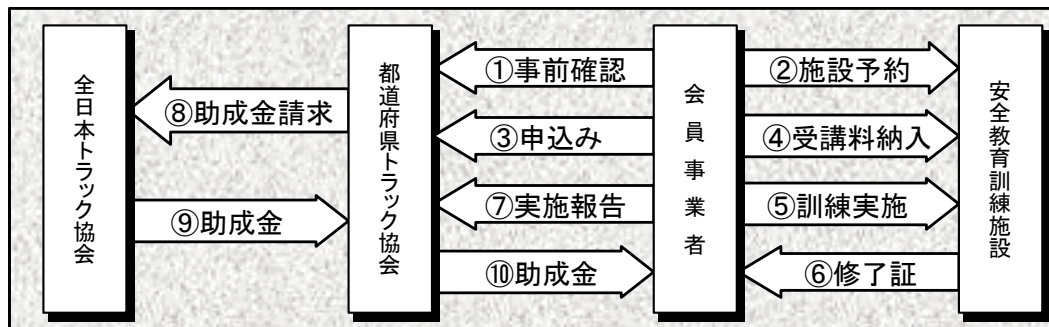 全日本トラック協会
⑧助成金請求
⑨助成金
都道府県トラック協会
①事前確認
③申込み
⑦実施報告
⑩助成金
会員事業者
②施設予約
④受講料納入
⑤訓練実施
⑥修了証
安全教育訓練施設